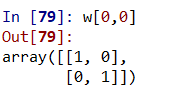 In [79]: w[0,0]
Out[79]:
array([[1, 0],
       [0, 1]])